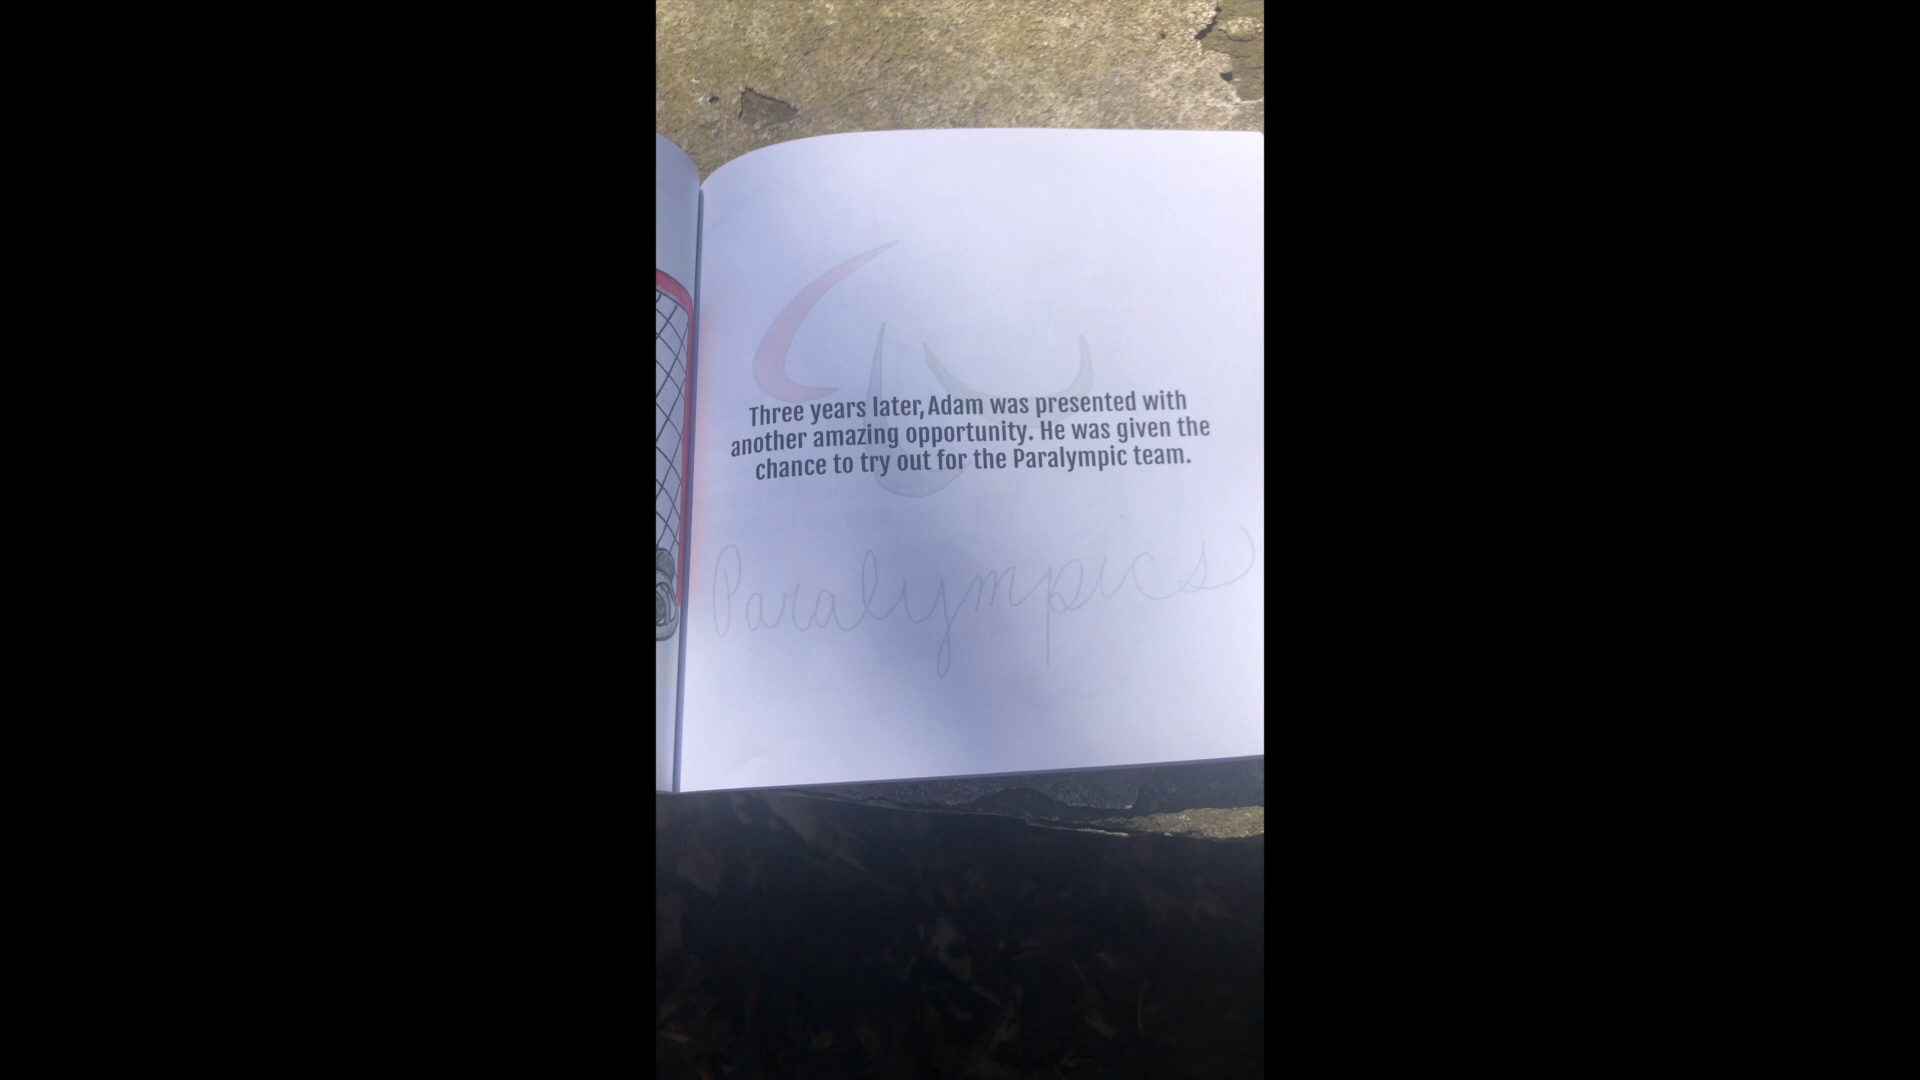 Three years later, Adam was presented with
another amazing opportunity. He was given the
chance to try out for the Paralympic team.
Paralympics